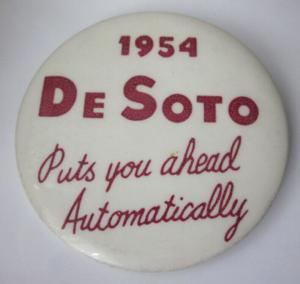 1954
DE SOTO
Puts you ahead
Automatically